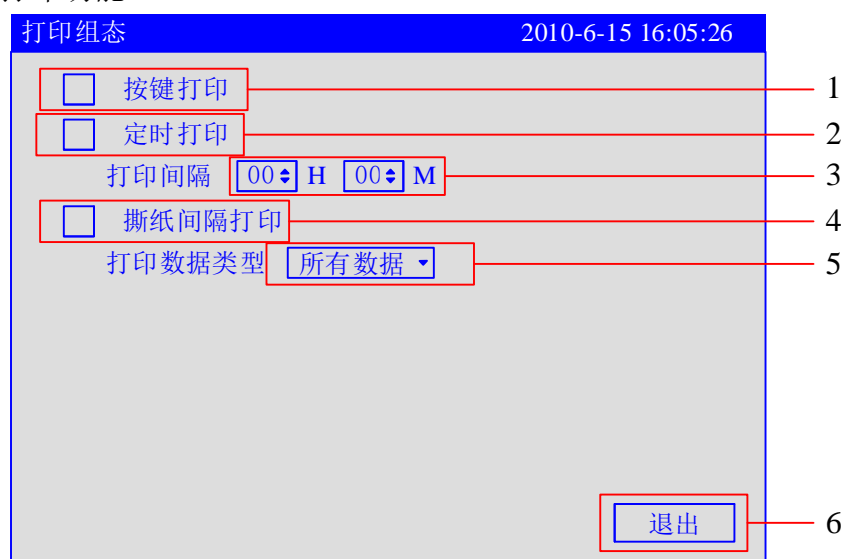 打印组态 2010-6-15 16:05:26
按键打印 1
定时打印 2
打印间隔 00 H 00 M 3
撕纸间隔打印 4
打印数据类型 所有数据 5
退出 6